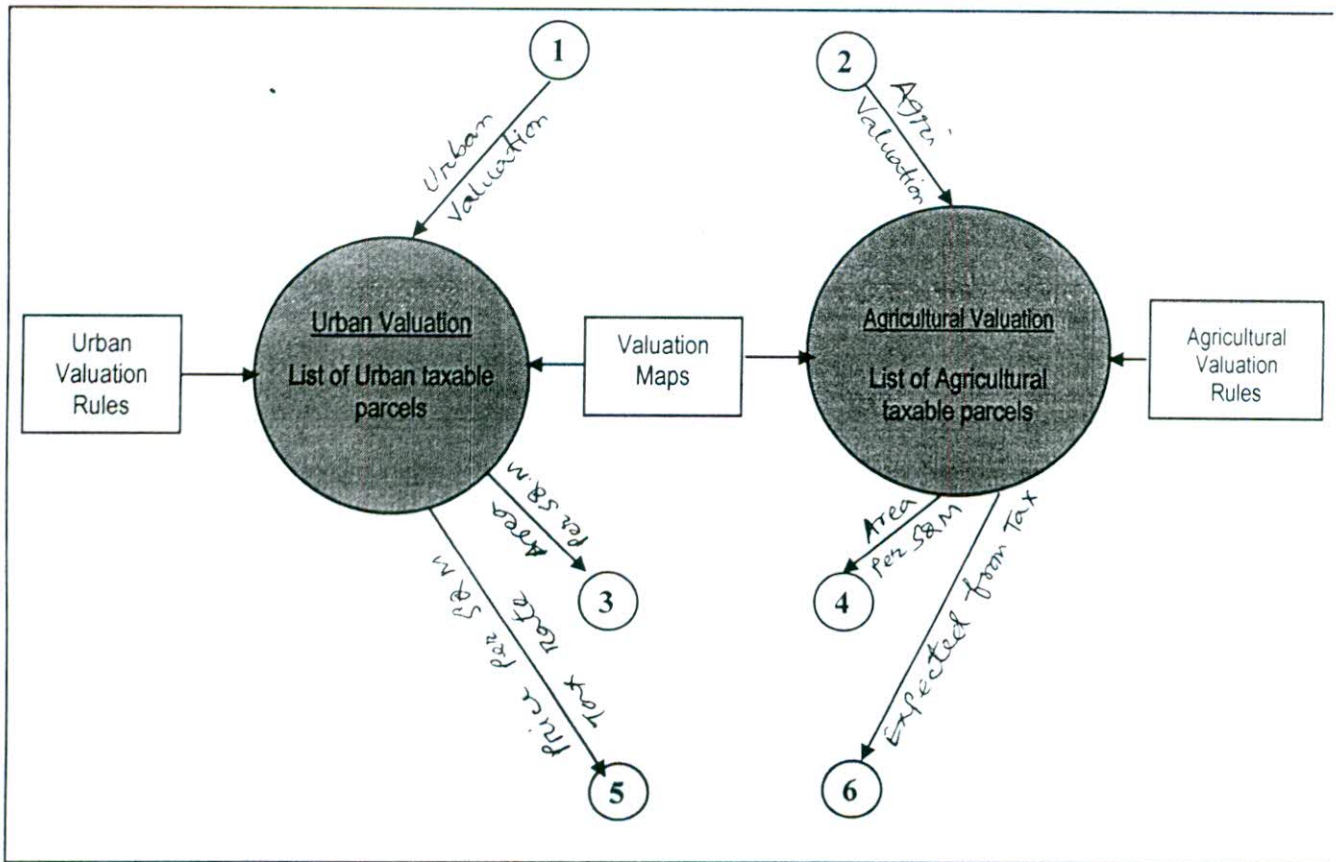 1
2
Urban
Valuation
Agri
Valuation
Urban
Valuation
Rules
Urban Valuation
List of Urban taxable
parcels
Valuation
Maps
Agricultural Valuation
List of Agricultural
taxable parcels
Agricultural
Valuation
Rules
Area
Per SQ.M
3
Area
Per SQM
4
Price Per SQ M
Tax Rate
5
Expected from Tax
6